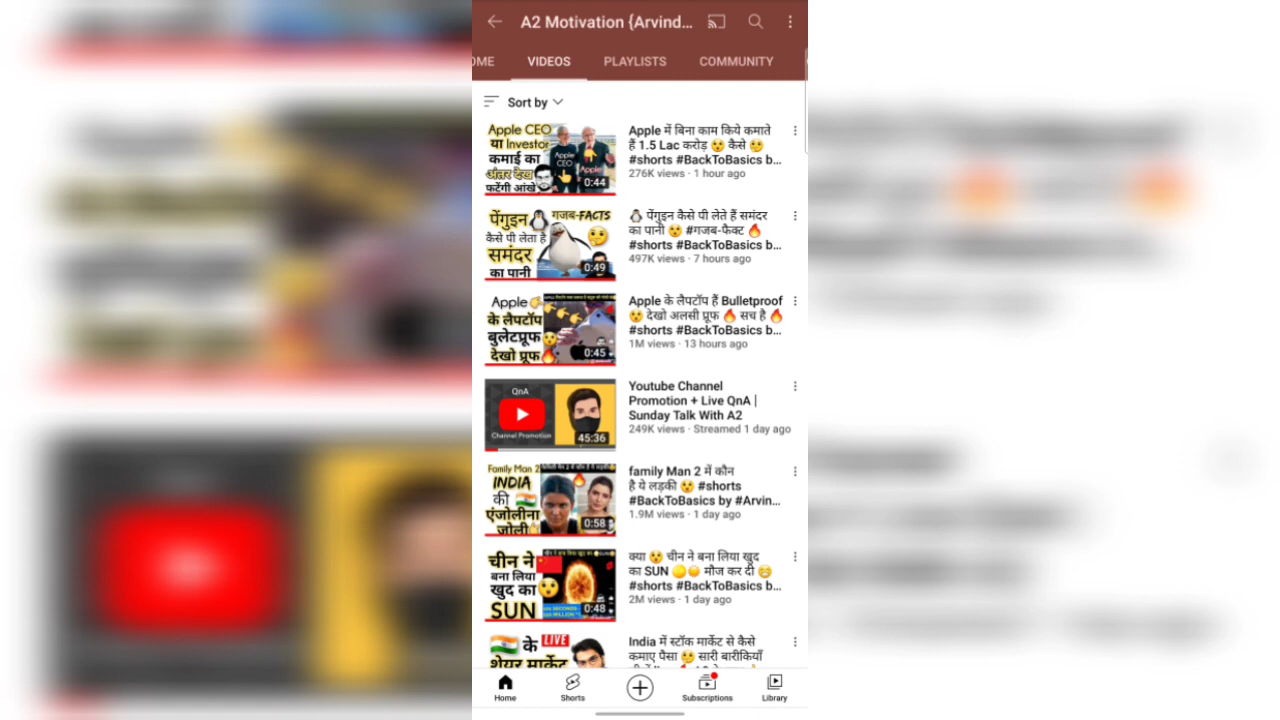 A2 Motivation {Arvind...
OME
VIDEOS
PLAYLISTS
COMMUNITY
Sort by
Apple CEO
या Investor
कमाई का
अंतर देख
फटेंगी आंखे
Apple
CEO
Apple
0:44
Apple में बिना काम किये कमाते
हैं 1.5 Lac करोड़ 😯 कैसे 🤔
#shorts #BackToBasics b...
276K views · 1 hour ago
पेंगुइन
गजब-FACTS
कैसे पी लेता है
समंदर
का पानी
0:49
🐧 पेंगुइन कैसे पी लेते हैं समंदर
का पानी 😯 #गजब-फैक्ट 🔥
#shorts #BackToBasics b...
497K views · 7 hours ago
Apple
के लैपटॉप
बुलेटप्रूफ
देखो प्रूफ
0:45
Apple के लैपटॉप हैं Bulletproof
😯 देखो अलसी प्रूफ 🔥 सच है 🔥
#shorts #BackToBasics b...
1M views · 13 hours ago
QnA
Channel Promotion
45:36
Youtube Channel
Promotion + Live QnA |
Sunday Talk With A2
249K views · Streamed 1 day ago
Family Man 2
INDIA
की
एंजोलीना
जोली
0:58
family Man 2 में कौन
है ये लड़की 😯 #shorts
#BackToBasics by #Arvin...
1.9M views · 1 day ago
चीन ने
बना लिया
खुद का
SUN
0:48
क्या 😯 चीन ने बना लिया खुद
का SUN 🌕🌞 मौज कर दी 😁
#shorts #BackToBasics b...
2M views · 1 day ago
के LIVE
शेयर मार्केट
India में स्टॉक मार्केट से कैसे
कमाए पैसा 🤔 सारी बारीकियाँ
Home
Shorts
Subscriptions
Library